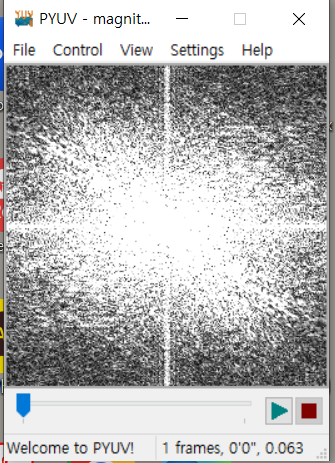 PYUV - magnit...
File Control View Settings Help
Welcome to PYUV! 1 frames, 0'0", 0.063